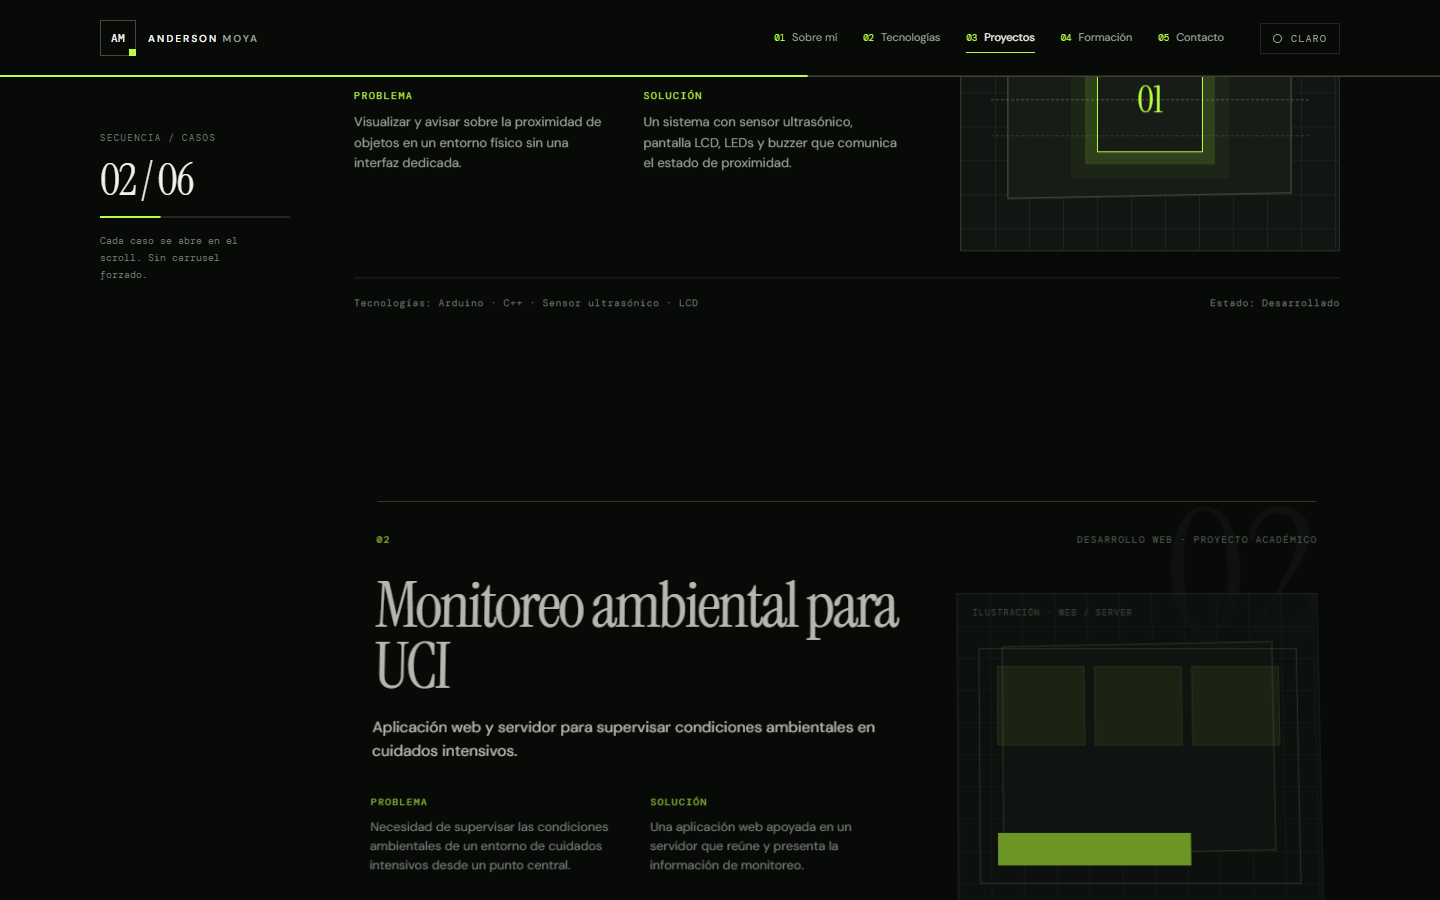 AM ANDERSON MOYA
01 Sobre mí 02 Tecnologías 03 Proyectos 04 Formación 05 Contacto CLARO
SECUENCIA / CASOS
02/06
Cada caso se abre en el
scroll. Sin carrusel
forzado.
PROBLEMA
Visualizar y avisar sobre la proximidad de
objetos en un entorno físico sin una
interfaz dedicada.
SOLUCIÓN
Un sistema con sensor ultrasónico,
pantalla LCD, LEDs y buzzer que comunica
el estado de proximidad.
01
Tecnologías: Arduino · C++ · Sensor ultrasónico · LCD
Estado: Desarrollado
02
DESARROLLO WEB · PROYECTO ACADÉMICO
02
Monitoreo ambiental para
UCI
Aplicación web y servidor para supervisar condiciones ambientales en
cuidados intensivos.
PROBLEMA
Necesidad de supervisar las condiciones
ambientales de un entorno de cuidados
intensivos desde un punto central.
SOLUCIÓN
Una aplicación web apoyada en un
servidor que reúne y presenta la
información de monitoreo.
ILUSTRACIÓN · WEB / SERVER